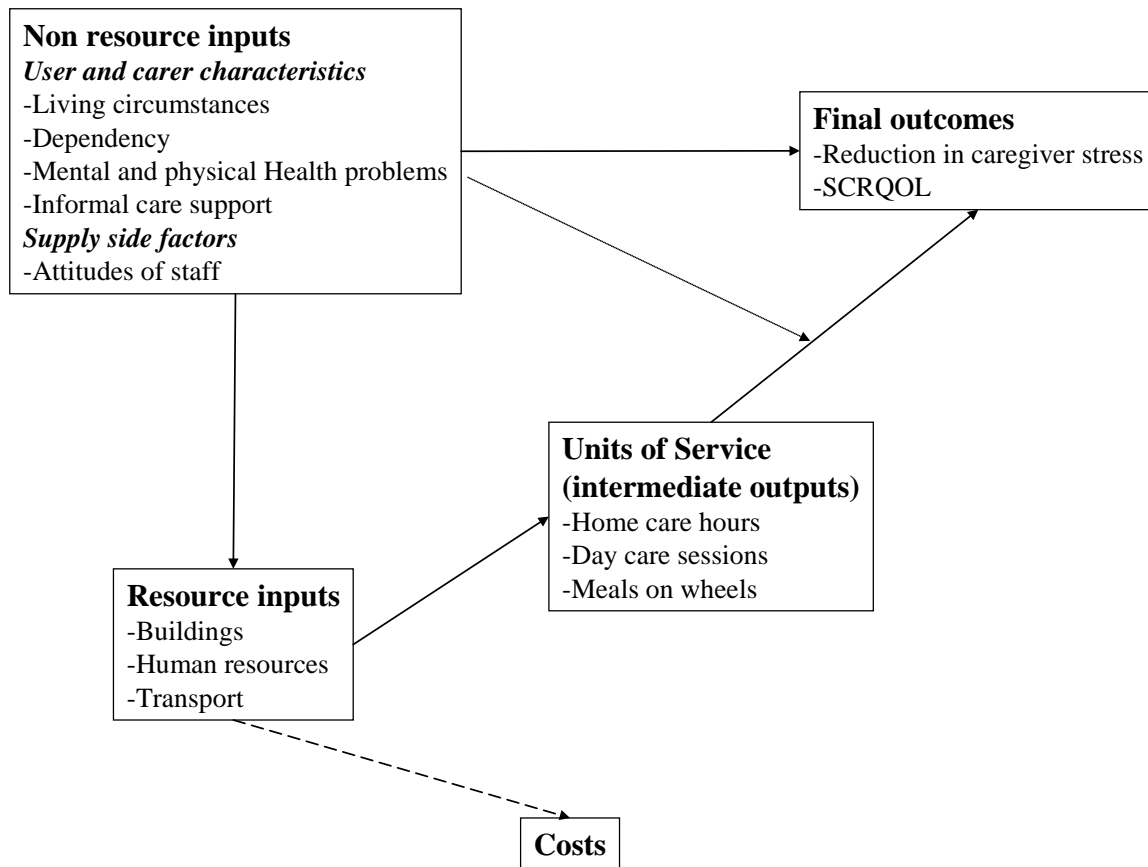 Non resource inputs
User and carer characteristics
-Living circumstances
-Dependency
-Mental and physical Health problems
-Informal care support
Supply side factors
-Attitudes of staff
Final outcomes
-Reduction in caregiver stress
-SCRQOL
Units of Service
(intermediate outputs)
-Home care hours
-Day care sessions
-Meals on wheels
Resource inputs
-Buildings
-Human resources
-Transport
Costs